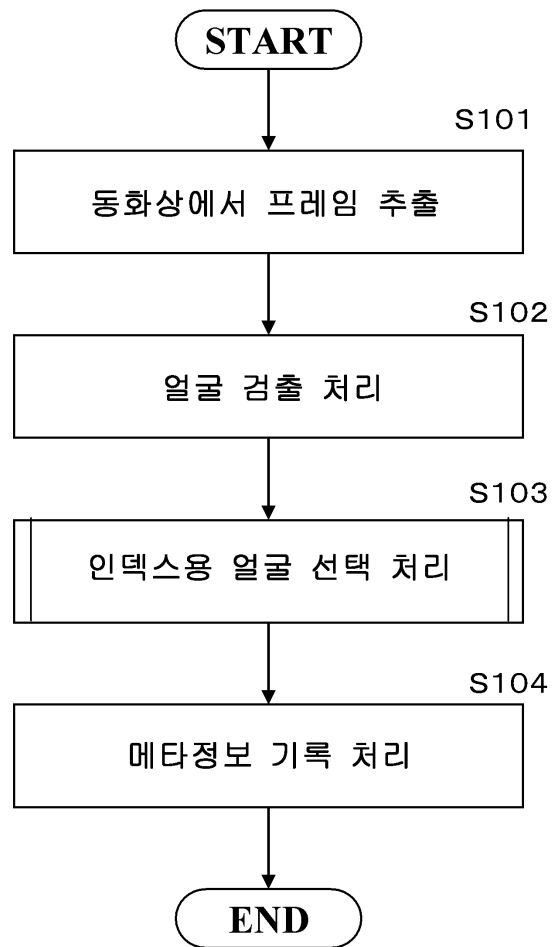 START
S101
동화상에서 프레임 추출
S102
얼굴 검출 처리
S103
인덱스용 얼굴 선택 처리
S104
메타정보 기록 처리
END